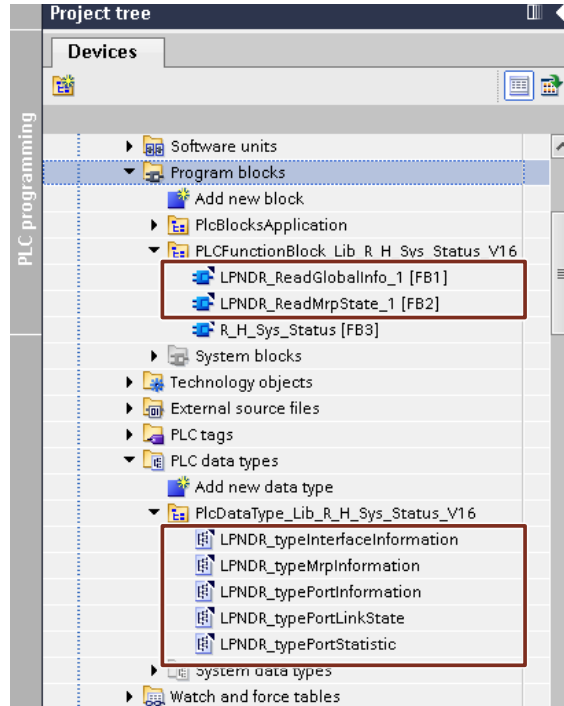 Project tree
Devices
PLC programming
Software units
Program blocks
Add new block
PlcBlocksApplication
PLCFunctionBlock_Lib_R_H_Sys_Status_V16
LPNDR_ReadGlobalInfo_1 [FB1]
LPNDR_ReadMrpState_1 [FB2]
R_H_Sys_Status [FB3]
System blocks
Technology objects
External source files
PLC tags
PLC data types
Add new data type
PlcDataType_Lib_R_H_Sys_Status_V16
LPNDR_typeInterfaceInformation
LPNDR_typeMrpInformation
LPNDR_typePortInformation
LPNDR_typePortLinkState
LPNDR_typePortStatistic
System data types
Watch and force tables